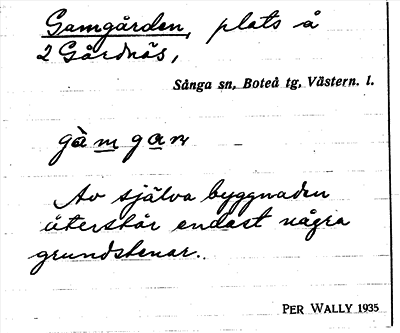 Gamgården, plats å
2 Gårdnäs,
Sånga sn, Boteå tg, Västern. l.
gàmgan
Av själva byggnaden
återstår endast några
grundstenar.
PER WALLY 1935